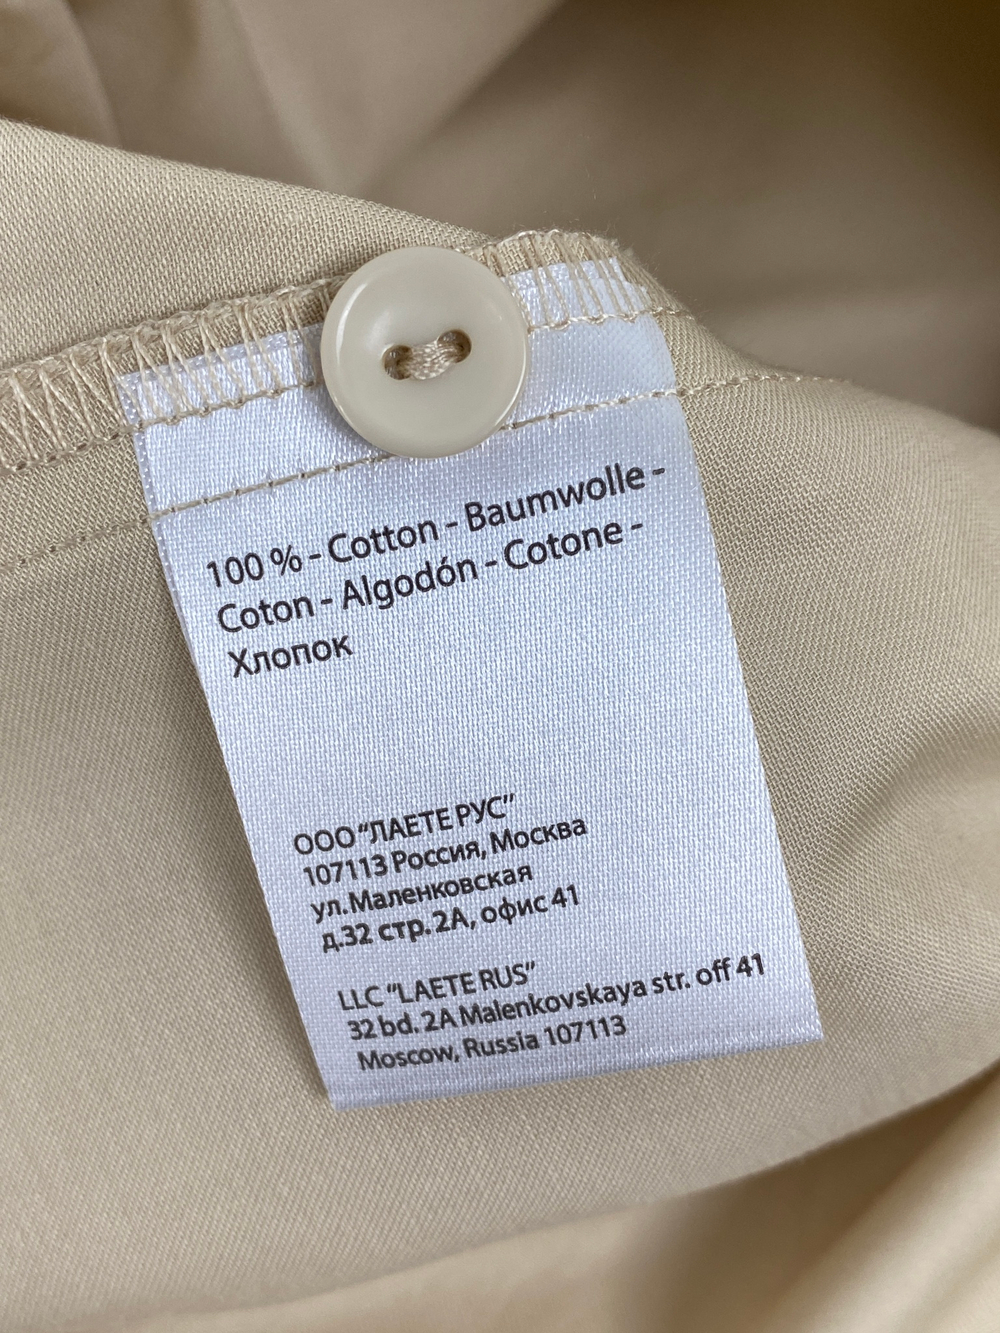 100 % - Cotton - Baumwolle -
Coton - Algodón - Cotone -
Хлопок
ООО “ЛАЕТЕ РУС”
107113 Россия, Москва
ул.Маленковская
д.32 стр. 2А, офис 41
LLC “LAETE RUS”
32 bd. 2A Malenkovskaya str. off 41
Moscow, Russia 107113